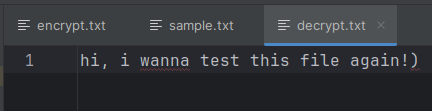 encrypt.txt sample.txt decrypt.txt
1 hi, i wanna test this file again!)